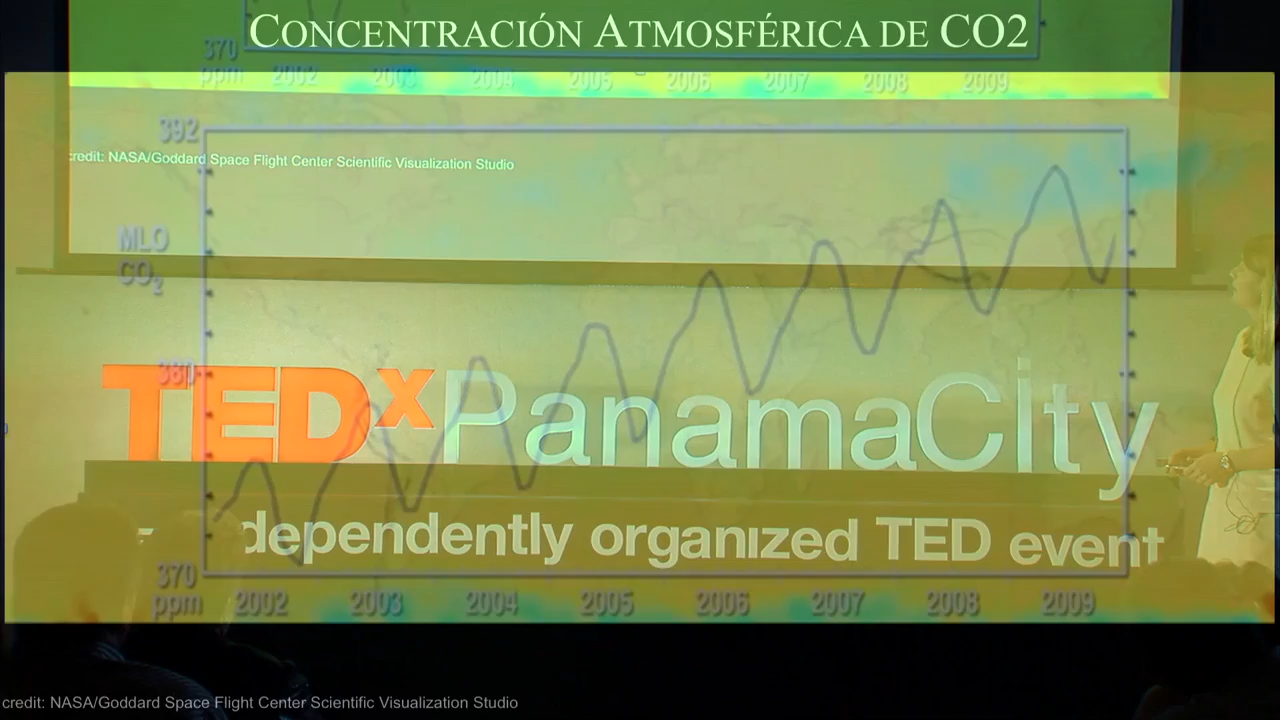 CONCENTRACIÓN ATMOSFÉRICA DE CO2
370
ppm 2002 2003 2004 2005 2006 2007 2008 2009
392
credit: NASA/Goddard Space Flight Center Scientific Visualization Studio
MLO
CO₂
380
TEDxPanamaCity
dependently organized TED event
370
ppm 2002 2003 2004 2005 2006 2007 2008 2009
credit: NASA/Goddard Space Flight Center Scientific Visualization Studio